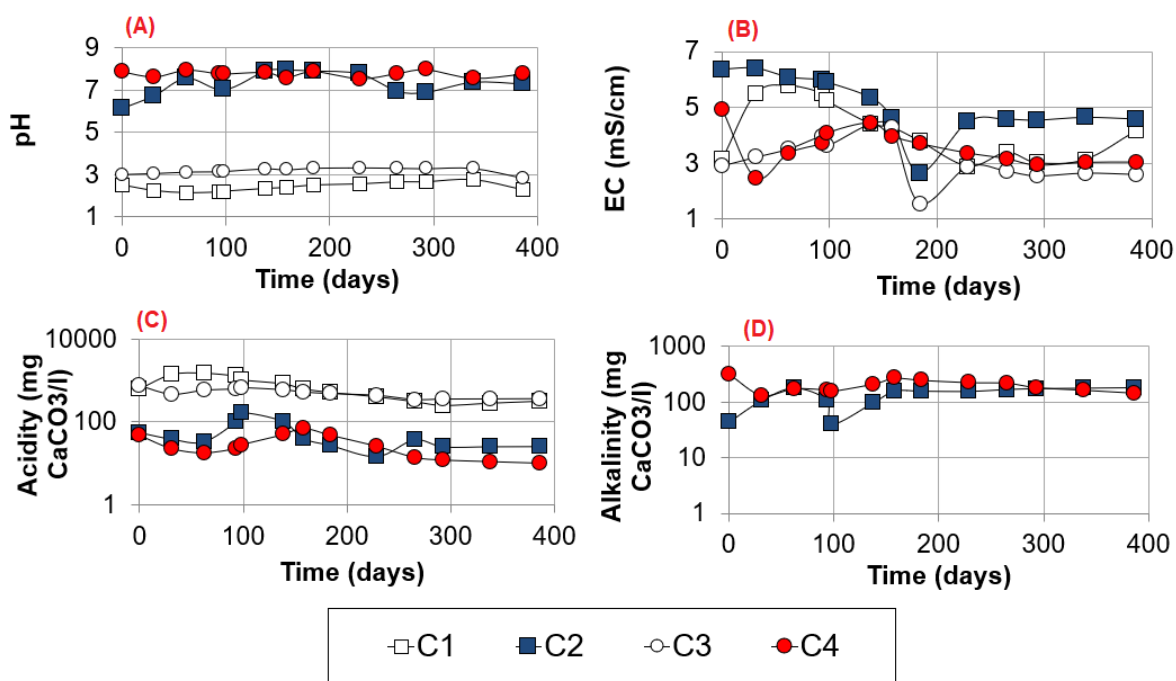 (A)
9
7
5
3
1
pH
0
100
200
300
400
Time (days)
(B)
7
5
3
1
EC (mS/cm)
0
100
200
300
400
Time (days)
(C)
10000
100
1
Acidity (mg
CaCO3/l)
0
100
200
300
400
Time (days)
(D)
1000
100
10
1
Alkalinity (mg
CaCO3/l)
0
100
200
300
400
Time (days)
C1 C2 C3 C4